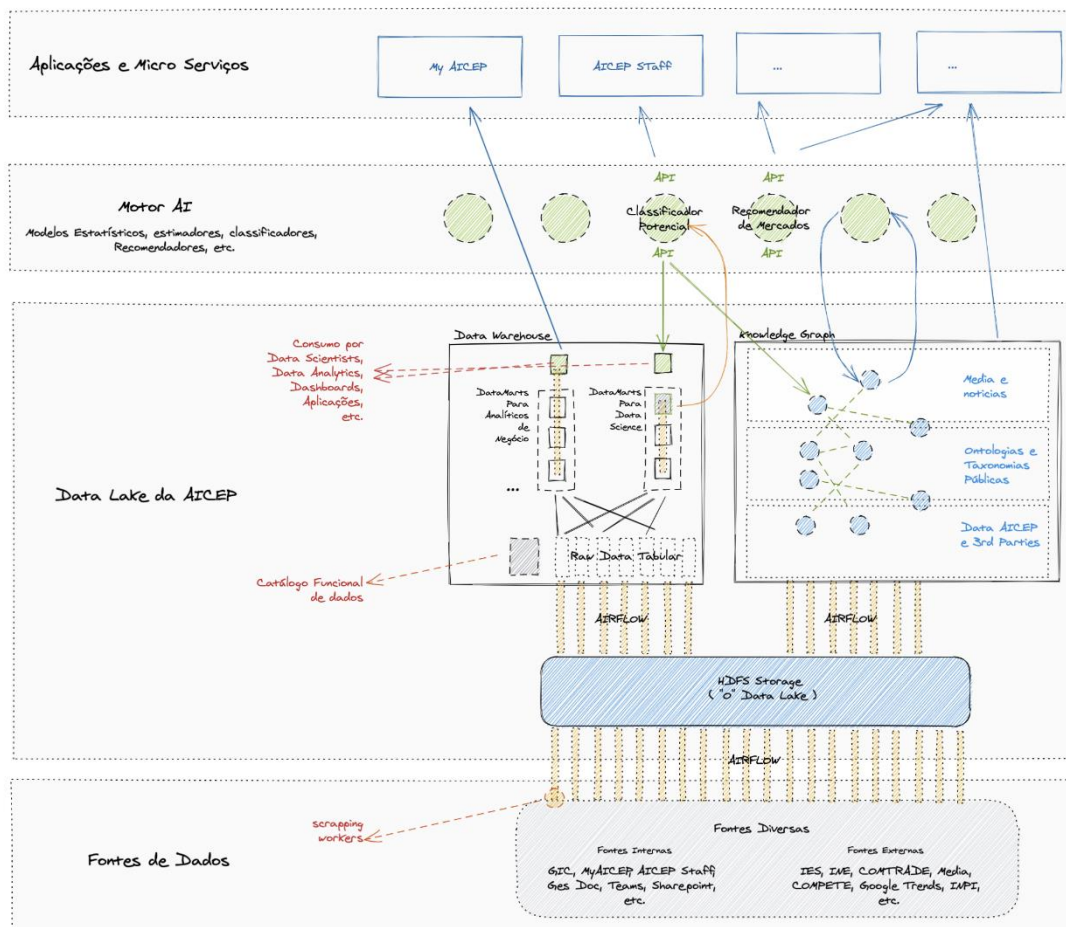 Aplicações e Micro Serviços
My AICEP
AICEP Staff
...
...
Motor AI
Modelos Estatísticos, estimadores, classificadores,
Recomendadores, etc.
API
API
Classificador
Potencial
Recomendador
de Mercados
API
API
Data Lake da AICEP
Consumo por
Data Scientists,
Data Analytics,
Dashboards,
Aplicações,
etc.
Data Warehouse
DataMarts
Para
Analíticos
de
Negócio
DataMarts
Para
Data
Science
...
Raw Data Tabular
Catálogo Funcional
de dados
Knowledge Graph
Media e
noticias
Ontologias e
Taxonomias
Públicas
Data AICEP
e 3rd Parties
AIRFLOW
AIRFLOW
HDFS Storage
( "O" Data Lake )
AIRFLOW
Fontes de Dados
scrapping
workers
Fontes Diversas
Fontes Internas
GIC, MyAICEP, AICEP Staff,
Ges Doc, Teams, Sharepoint,
etc.
Fontes Externas
IES, INE, COMTRADE, Media,
COMPETE, Google Trends, INPI,
etc.